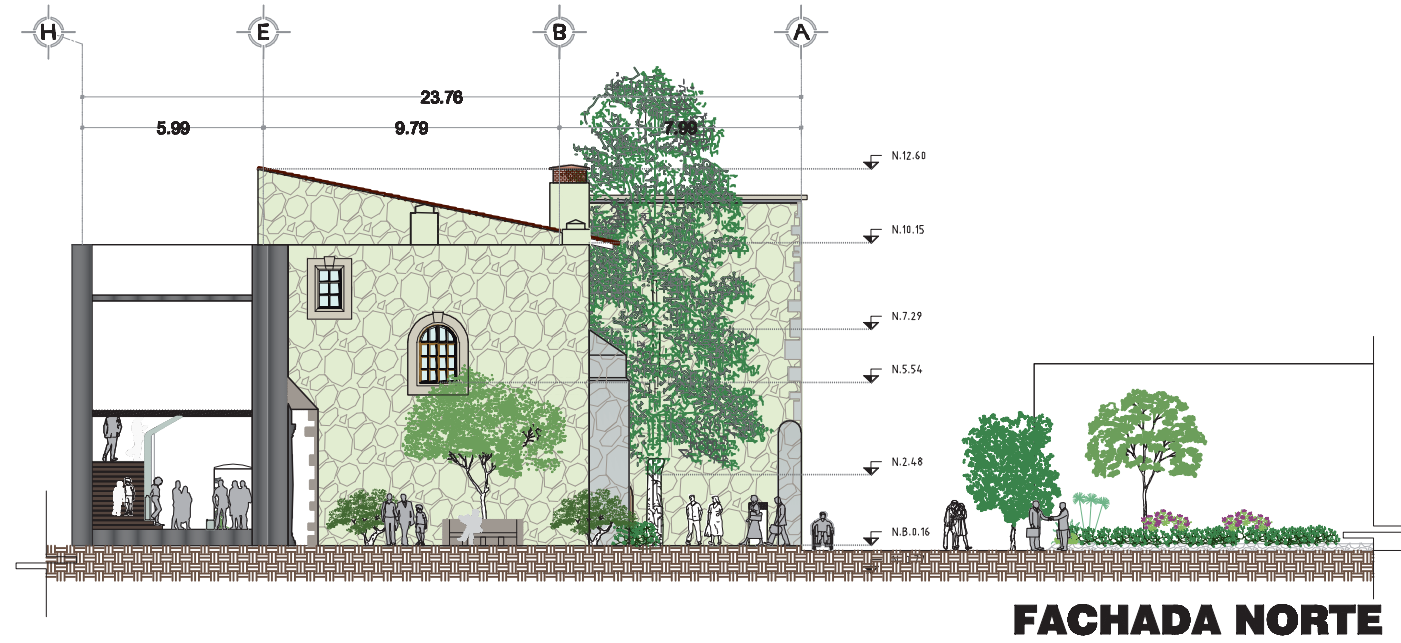 H E B A
23.76
5.99 9.79 7.99
N.12.60
N.10.15
N.7.29
N.5.54
N.2.48
N.B.0.16
FACHADA NORTE